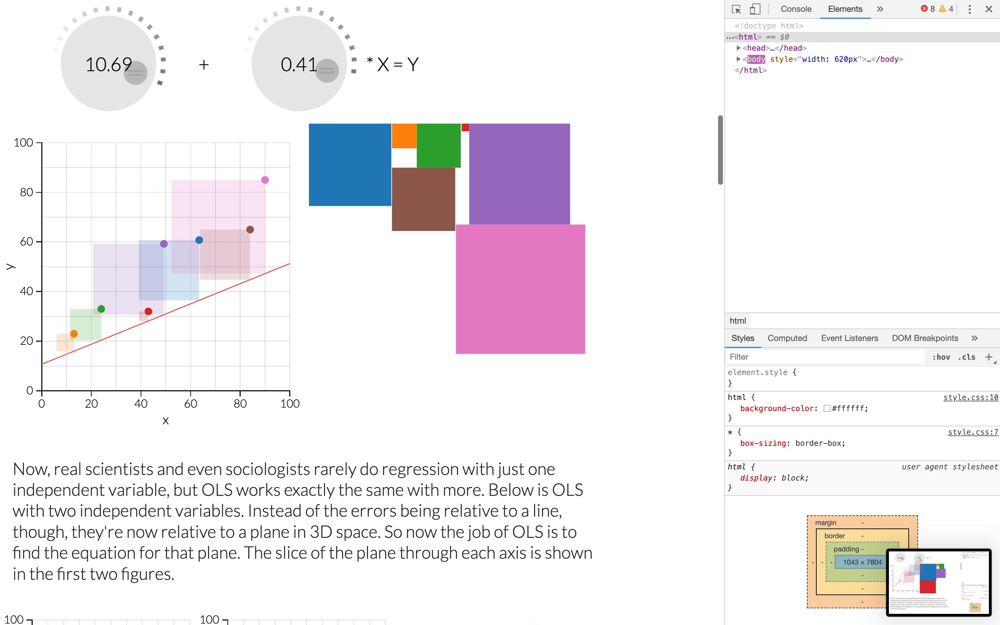 10.69
+
0.41
* X = Y
100
80
60
40
20
0
y
0 20 40 60 80 100
x
Now, real scientists and even sociologists rarely do regression with just one
independent variable, but OLS works exactly the same with more. Below is OLS
with two independent variables. Instead of the errors being relative to a line,
though, they're now relative to a plane in 3D space. So now the job of OLS is to
find the equation for that plane. The slice of the plane through each axis is shown
in the first two figures.
100
100
Console Elements » 8 4
<!doctype html>
…<html> == $0
<head>…</head>
<body style="width: 620px">…</body>
</html>
html
Styles Computed Event Listeners DOM Breakpoints »
Filter :hov .cls +
element.style {
}
html { style.css:10
background-color: #ffffff;
}
* { style.css:7
box-sizing: border-box;
}
html { user agent stylesheet
display: block;
}
margin -
border -
padding -
- - - 1043 × 7804
-
-
-